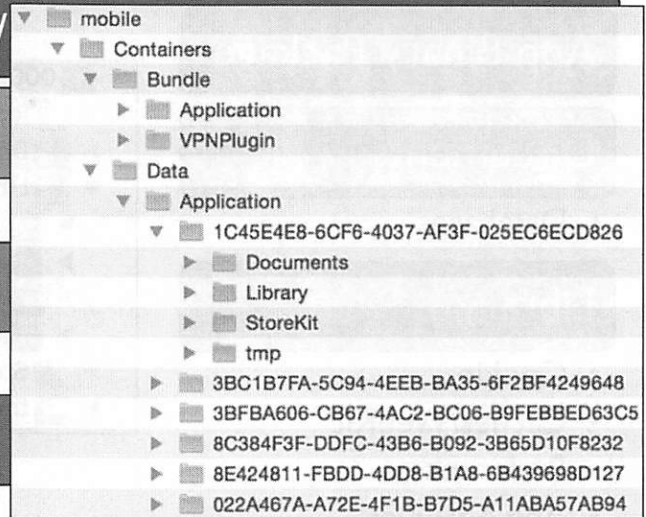 mobile
Containers
Bundle
Application
VPNPlugin
Data
Application
1C45E4E8-6CF6-4037-AF3F-025EC6ECD826
Documents
Library
StoreKit
tmp
3BC1B7FA-5C94-4EEB-BA35-6F2BF4249648
3BFBA606-CB67-4AC2-BC06-B9FEBBED63C5
8C384F3F-DDFC-43B6-B092-3B65D10F8232
8E424811-FBDD-4DD8-B1A8-6B439698D127
022A467A-A72E-4F1B-B7D5-A11ABA57AB94